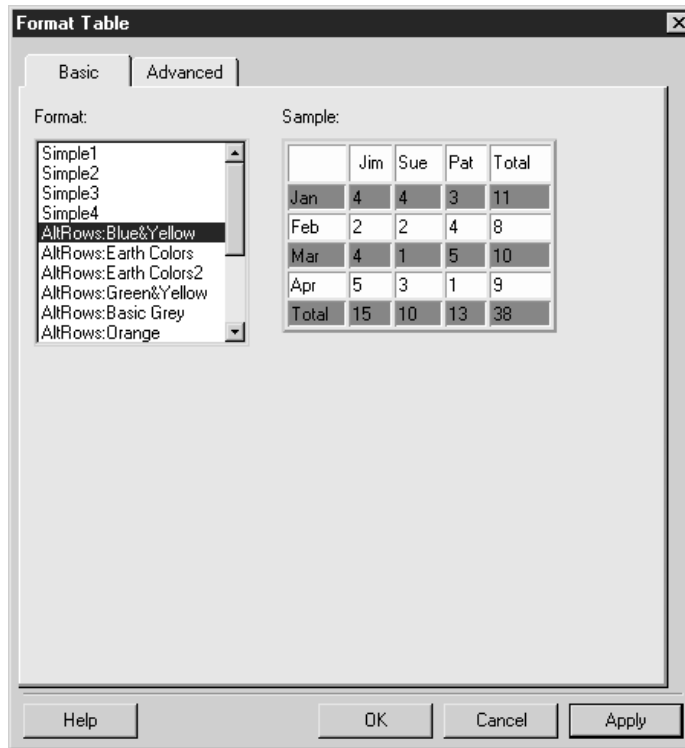 Format Table
Basic Advanced
Format:
Simple1
Simple2
Simple3
Simple4
AltRows:Blue&Yellow
AltRows:Earth Colors
AltRows:Earth Colors2
AltRows:Green&Yellow
AltRows:Basic Grey
AltRows:Orange
Sample:
Jim Sue Pat Total
Jan 4 4 3 11
Feb 2 2 4 8
Mar 4 1 5 10
Apr 5 3 1 9
Total 15 10 13 38
Help OK Cancel Apply